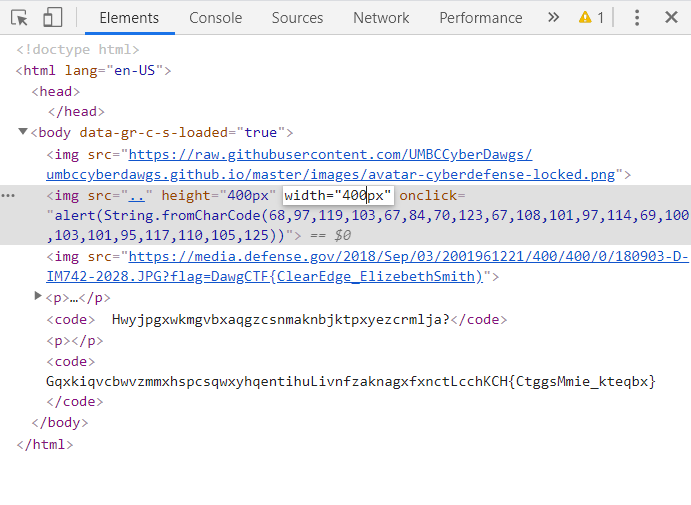 Elements Console Sources Network Performance » 1
<!doctype html>
<html lang="en-US">
<head>
</head>
<body data-gr-c-s-loaded="true">
<img src="https://raw.githubusercontent.com/UMBCCyberDawgs/
umbccyberdawgs.github.io/master/images/avatar-cyberdefense-locked.png">
<img src=".." height="400px" width="400px" onclick=
"alert(String.fromCharCode(68,97,119,103,67,84,70,123,67,108,101,97,114,69,100
,103,101,95,117,110,105,125))"> == $0
<img src="https://media.defense.gov/2018/Sep/03/2001961221/400/400/0/180903-D-
IM742-2028.JPG?flag=DawgCTF{ClearEdge_ElizebethSmith)">
<p>…</p>
<code> Hwyjpgxwkmgvbxaqgzcsnmaknbjktpxyezcrmlja?</code>
<p></p>
<code>
GqxkiqvcbwvzmmxhspcsqwxyhqentihuLivnfzaknagxfxnctLcchKCH{CtggsMmie_kteqbx}
</code>
</body>
</html>